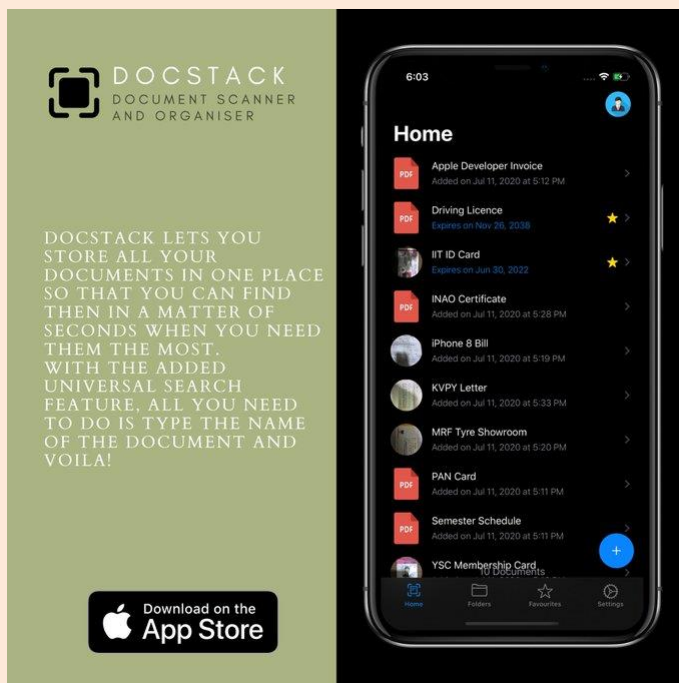 DOCSTACK
DOCUMENT SCANNER
AND ORGANISER
DOCSTACK LETS YOU
STORE ALL YOUR
DOCUMENTS IN ONE PLACE
SO THAT YOU CAN FIND
THEN IN A MATTER OF
SECONDS WHEN YOU NEED
THEM THE MOST.
WITH THE ADDED
UNIVERSAL SEARCH
FEATURE, ALL YOU NEED
TO DO IS TYPE THE NAME
OF THE DOCUMENT AND
VOILA!
Download on the
App Store
6:03
Home
PDF
Apple Developer Invoice
Added on Jul 11, 2020 at 5:12 PM
PDF
Driving Licence
Expires on Nov 26, 2038
IIT ID Card
Expires on Jun 30, 2022
PDF
INAO Certificate
Added on Jul 11, 2020 at 5:28 PM
iPhone 8 Bill
Added on Jul 11, 2020 at 5:19 PM
KVPY Letter
Added on Jul 11, 2020 at 5:33 PM
MRF Tyre Showroom
Added on Jul 11, 2020 at 5:20 PM
PDF
PAN Card
Added on Jul 11, 2020 at 5:11 PM
PDF
Semester Schedule
Added on Jul 11, 2020 at 5:11 PM
YSC Membership Card
10 Documents
Home
Folders
Favourites
Settings